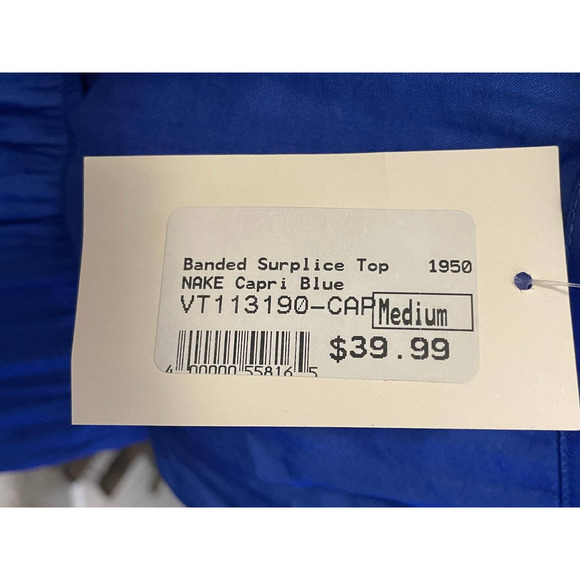 Banded Surplice Top 1950
NAKE Capri Blue
VT113190-CAP Medium
$39.99
4 00000 55816 5